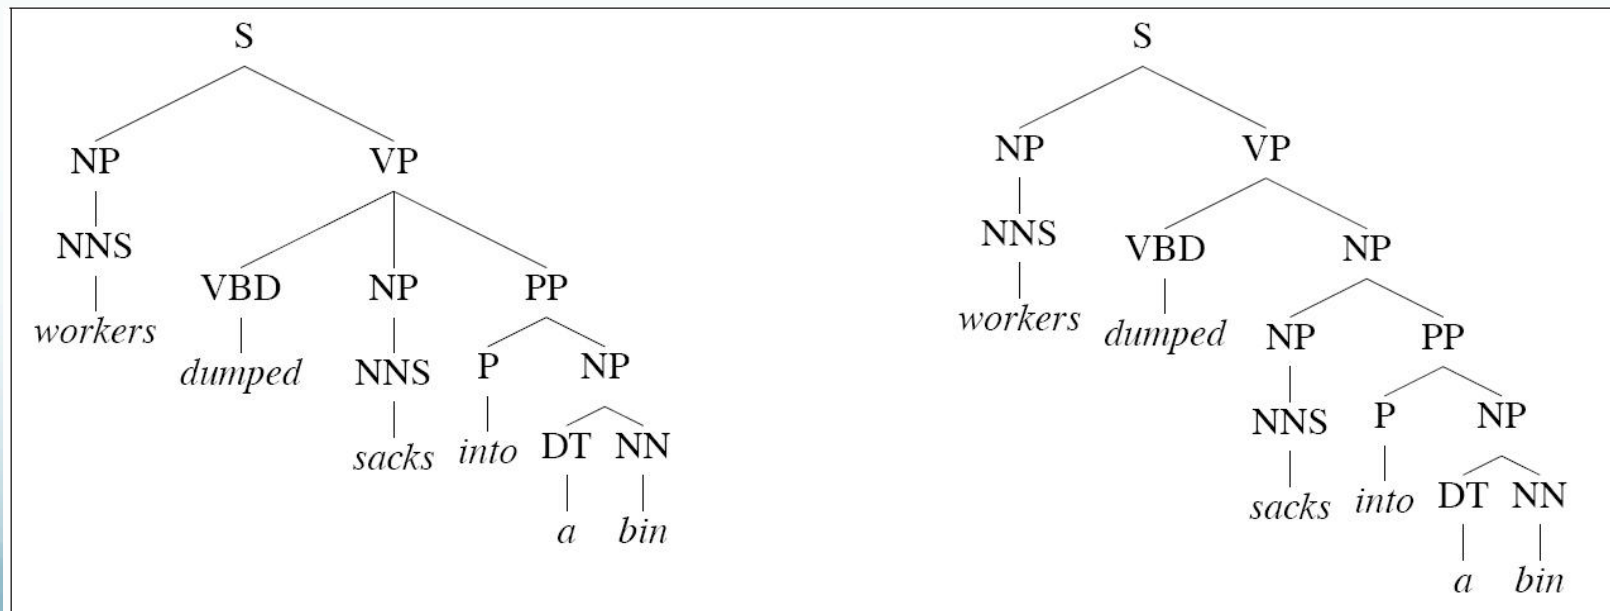 S
NP VP
NNS
workers
VBD NP PP
dumped
NNS
sacks
P NP
into
DT NN
a bin
S
NP VP
NNS
workers
VBD NP
dumped
NP PP
NNS
sacks
P NP
into
DT NN
a bin